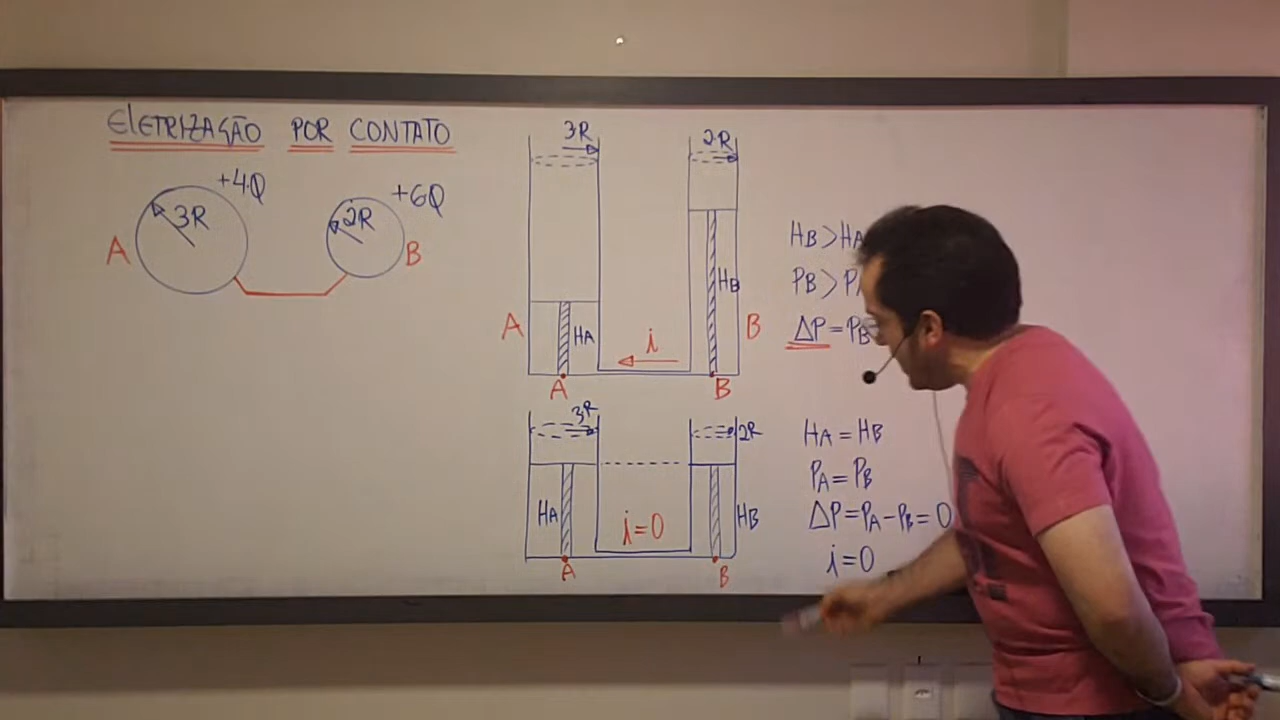 ElETRIZAÇÃO POR CONTATO
+4Q
3R
A
+6Q
2R
B
3R
2R
HA
HB
A
B
i
A
B
3R
2R
HA
HB
i=0
A
B
HB>HA
PB>P
ΔP=PB
HA=HB
PA=PB
ΔP=PA-PB=0
i=0